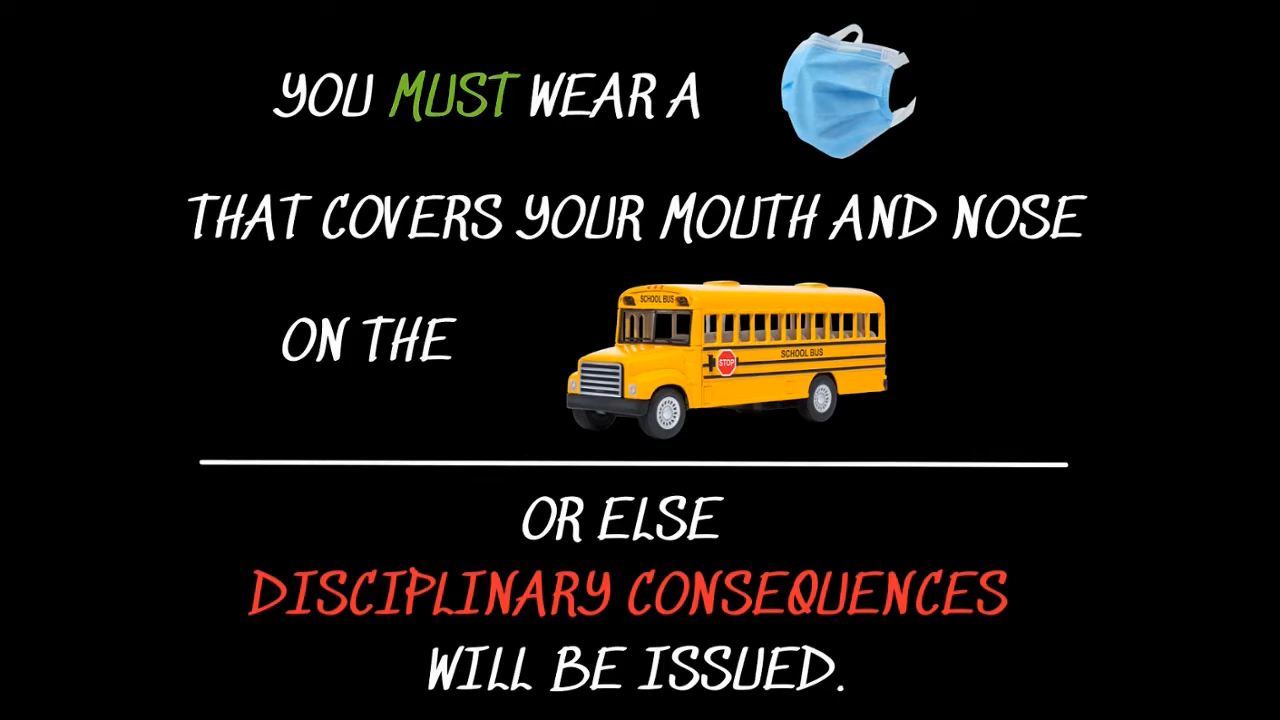 YOU MUST WEAR A
THAT COVERS YOUR MOUTH AND NOSE
ON THE
SCHOOL BUS
STOP
SCHOOL BUS
OR ELSE
DISCIPLINARY CONSEQUENCES
WILL BE ISSUED.